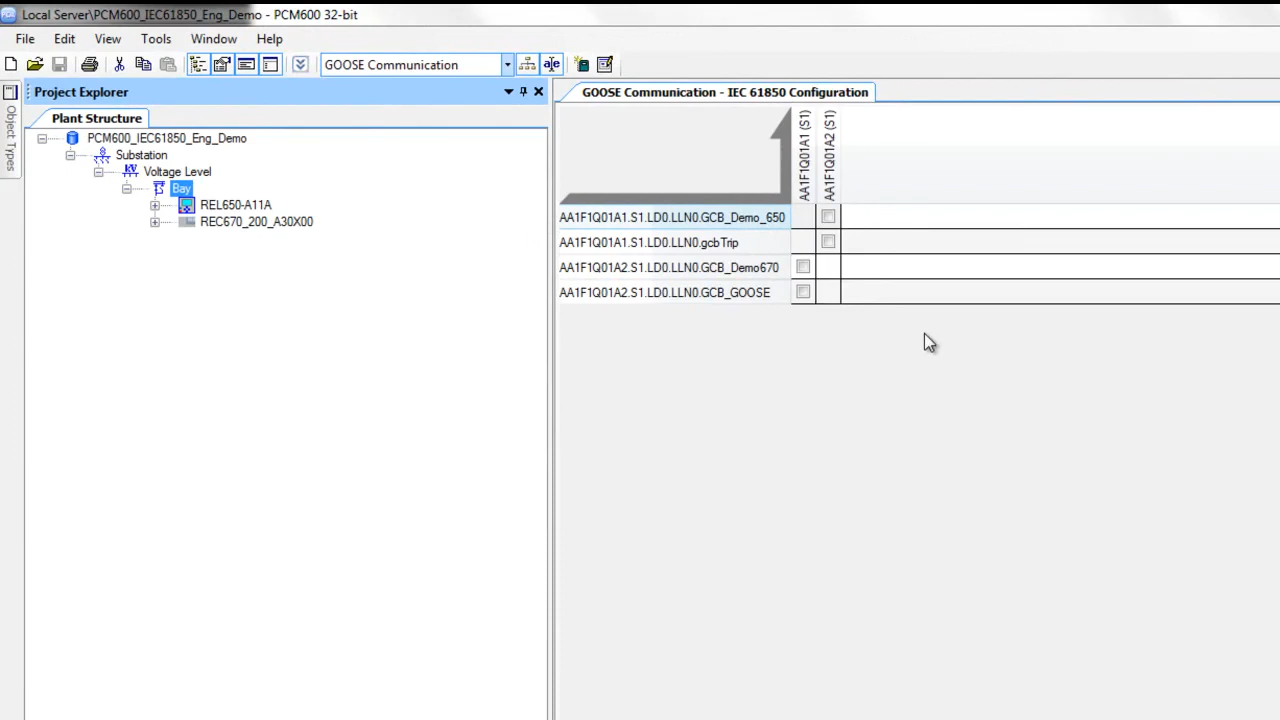 Local Server\PCM600_IEC61850_Eng_Demo - PCM600 32-bit
File Edit View Tools Window Help
GOOSE Communication
Object Types
Project Explorer
Plant Structure
PCM600_IEC61850_Eng_Demo
Substation
Voltage Level
Bay
REL650-A11A
REC670_200_A30X00
GOOSE Communication - IEC 61850 Configuration
AA1F1Q01A1 (S1)
AA1F1Q01A2 (S1)
AA1F1Q01A1.S1.LD0.LLN0.GCB_Demo_650
AA1F1Q01A1.S1.LD0.LLN0.gcbTrip
AA1F1Q01A2.S1.LD0.LLN0.GCB_Demo670
AA1F1Q01A2.S1.LD0.LLN0.GCB_GOOSE